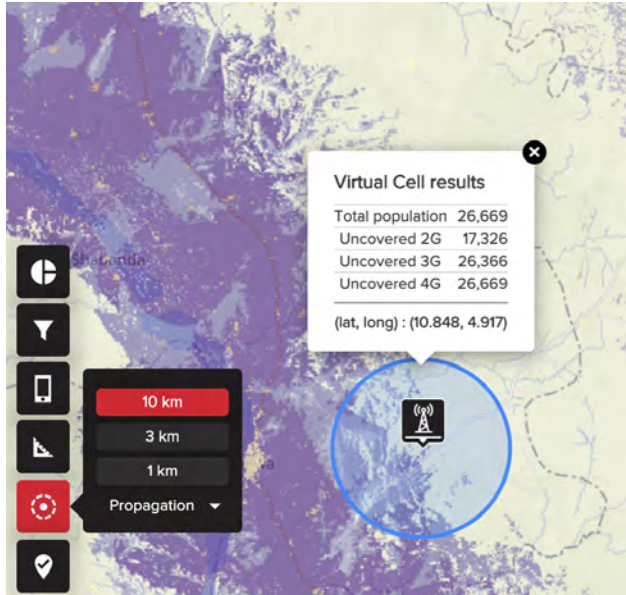 Virtual Cell results
Total population 26,669
Uncovered 2G 17,326
Uncovered 3G 26,366
Uncovered 4G 26,669
(lat, long) : (10.848, 4.917)
10 km
3 km
1 km
Propagation